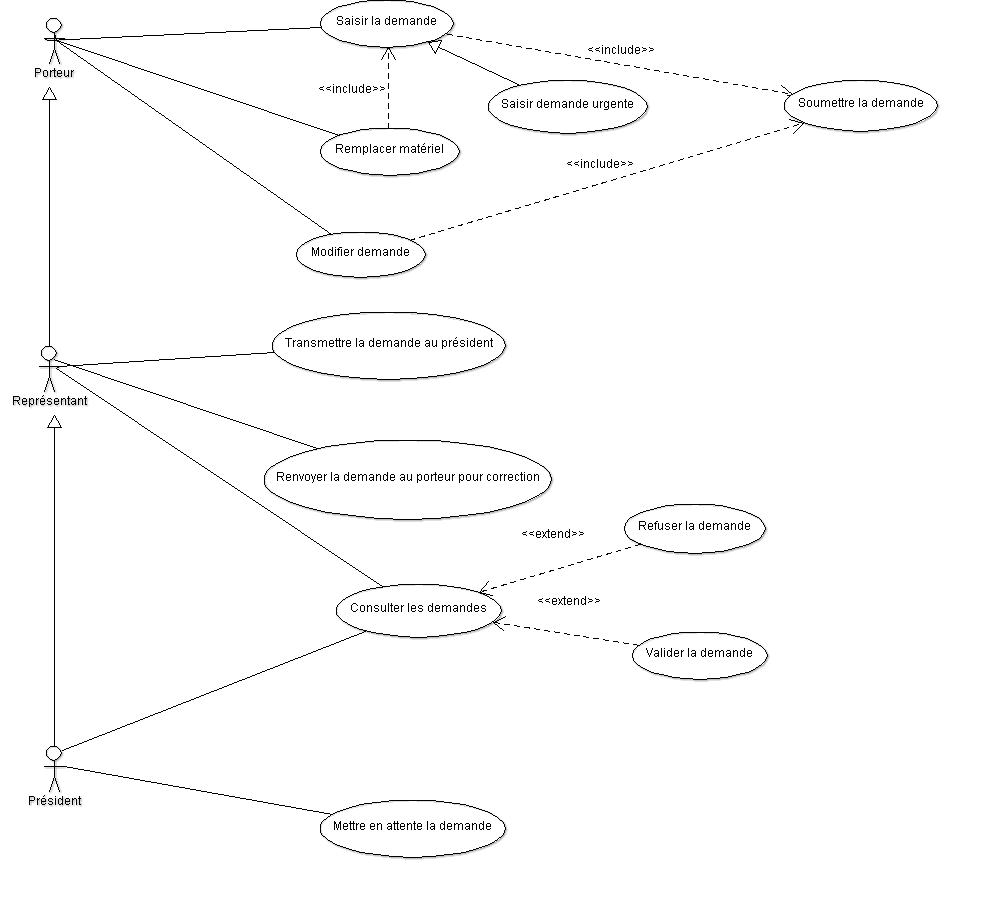 Saisir la demande
<<include>>
Porteur
<<include>>
Saisir demande urgente
Soumettre la demande
Remplacer matériel
<<include>>
Modifier demande
Transmettre la demande au président
Représentant
Renvoyer la demande au porteur pour correction
Refuser la demande
<<extend>>
<<extend>>
Consulter les demandes
Valider la demande
Président
Mettre en attente la demande